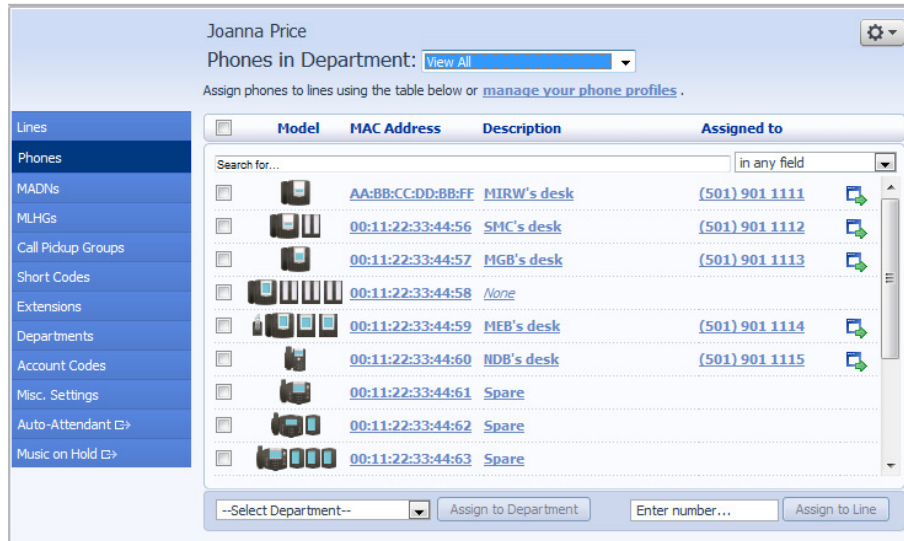 Joanna Price
Phones in Department: View All
Assign phones to lines using the table below or manage your phone profiles .
Lines
Phones
MADNs
MLHGs
Call Pickup Groups
Short Codes
Extensions
Departments
Account Codes
Misc. Settings
Auto-Attendant
Music on Hold
Model MAC Address Description Assigned to
Search for... in any field
AA:BB:CC:DD:BB:FF MIRW's desk (501) 901 1111
00:11:22:33:44:56 SMC's desk (501) 901 1112
00:11:22:33:44:57 MGB's desk (501) 901 1113
00:11:22:33:44:58 None
00:11:22:33:44:59 MEB's desk (501) 901 1114
00:11:22:33:44:60 NDB's desk (501) 901 1115
00:11:22:33:44:61 Spare
00:11:22:33:44:62 Spare
00:11:22:33:44:63 Spare
--Select Department-- Assign to Department Enter number... Assign to Line